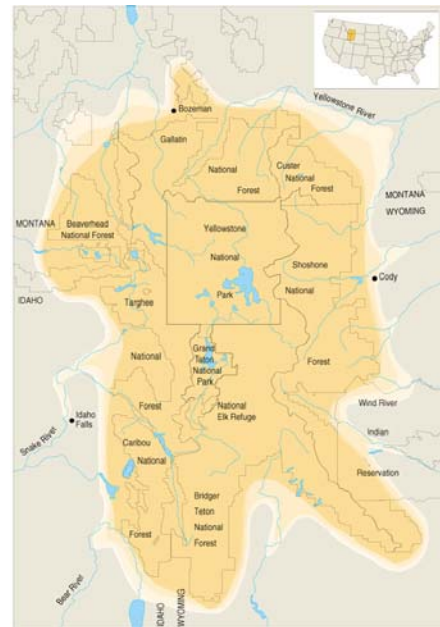 Yellowstone River
Bozeman
Gallatin
National
Forest
Custer
National
Forest
MONTANA
WYOMING
MONTANA
IDAHO
Beaverhead
National Forest
Yellowstone
National
Park
Shoshone
National
Forest
Cody
Targhee
National
Forest
Grand
Teton
National
Park
National
Elk Refuge
Wind River
Indian
Reservation
Idaho
Falls
Snake River
Caribou
National
Forest
Bridger
Teton
National
Forest
Bear River
IDAHO
WYOMING